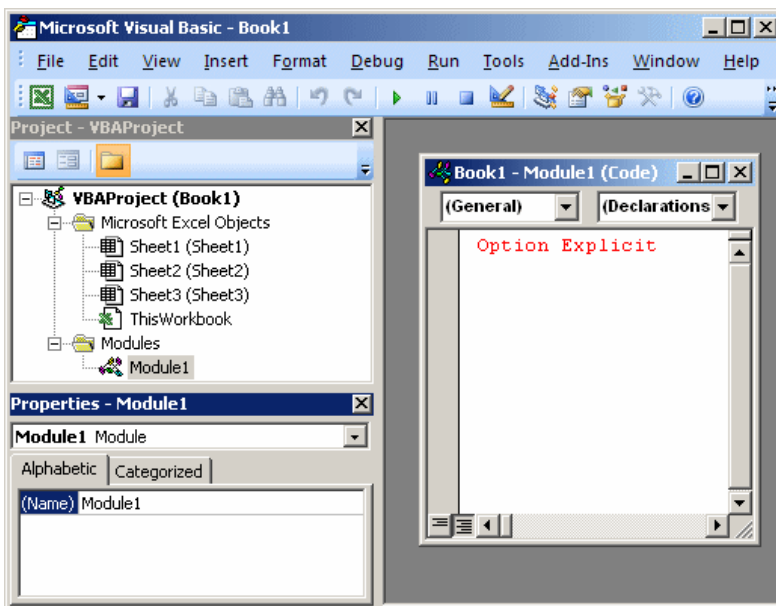 Microsoft Visual Basic - Book1
File Edit View Insert Format Debug Run Tools Add-Ins Window Help
Project - VBAProject
VBAProject (Book1)
Microsoft Excel Objects
Sheet1 (Sheet1)
Sheet2 (Sheet2)
Sheet3 (Sheet3)
ThisWorkbook
Modules
Module1
Properties - Module1
Module1 Module
Alphabetic Categorized
(Name) Module1
Book1 - Module1 (Code)
(General) (Declarations
Option Explicit